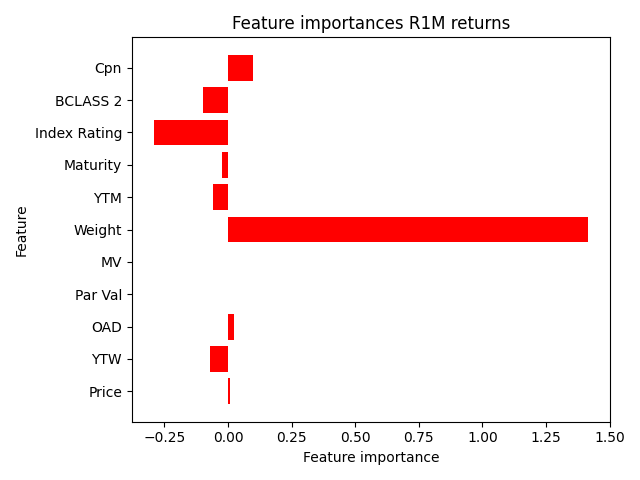 Feature importances R1M returns
Cpn
BCLASS 2
Index Rating
Maturity
YTM
Weight
MV
Par Val
OAD
YTW
Price
Feature
−0.25 0.00 0.25 0.50 0.75 1.00 1.25 1.50
Feature importance